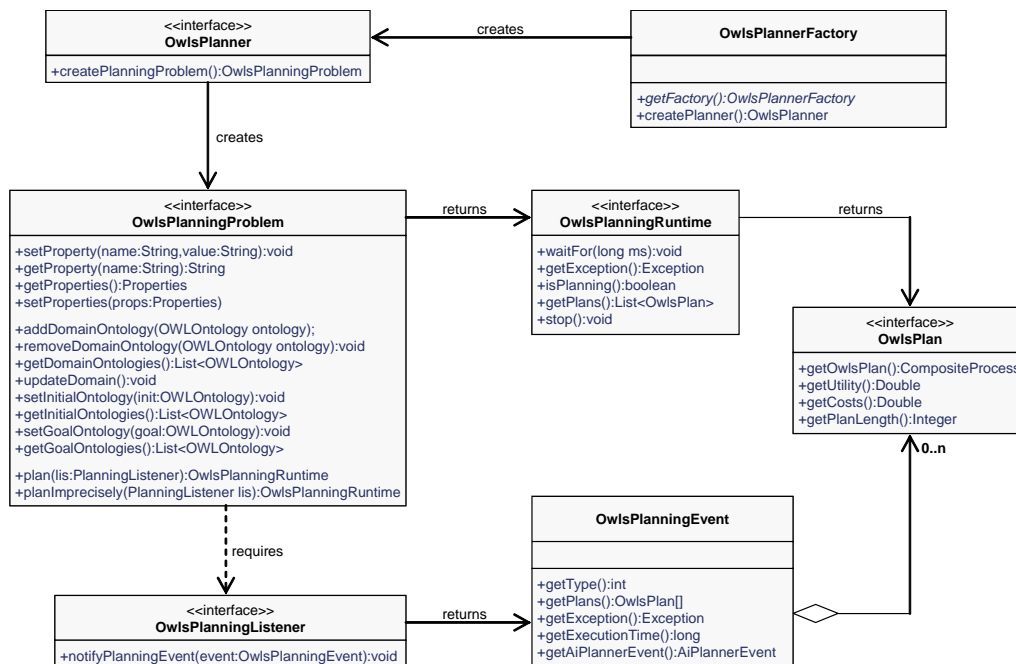 <<interface>>
OwlsPlanner
+createPlanningProblem():OwlsPlanningProblem
creates
OwlsPlannerFactory
+getFactory():OwlsPlannerFactory
+createPlanner():OwlsPlanner
creates
<<interface>>
OwlsPlanningProblem
+setProperty(name:String,value:String):void
+getProperty(name:String):String
+getProperties():Properties
+setProperties(props:Properties)
+addDomainOntology(OWLOntology ontology);
+removeDomainOntology(OWLOntology ontology):void
+getDomainOntologies():List<OWLOntology>
+updateDomain():void
+setInitialOntology(init:OWLOntology):void
+getInitialOntologies():List<OWLOntology>
+setGoalOntology(goal:OWLOntology):void
+getGoalOntologies():List<OWLOntology>
+plan(lis:PlanningListener):OwlsPlanningRuntime
+planImprecisely(PlanningListener lis):OwlsPlanningRuntime
returns
<<interface>>
OwlsPlanningRuntime
+waitFor(long ms):void
+getException():Exception
+isPlanning():boolean
+getPlans():List<OwlsPlan>
+stop():void
returns
<<interface>>
OwlsPlan
+getOwlsPlan():CompositeProcess
+getUtility():Double
+getCosts():Double
+getPlanLength():Integer
0..n
requires
<<interface>>
OwlsPlanningListener
+notifyPlanningEvent(event:OwlsPlanningEvent):void
returns
OwlsPlanningEvent
+getType():int
+getPlans():OwlsPlan[]
+getException():Exception
+getExecutionTime():long
+getAiPlannerEvent():AiPlannerEvent